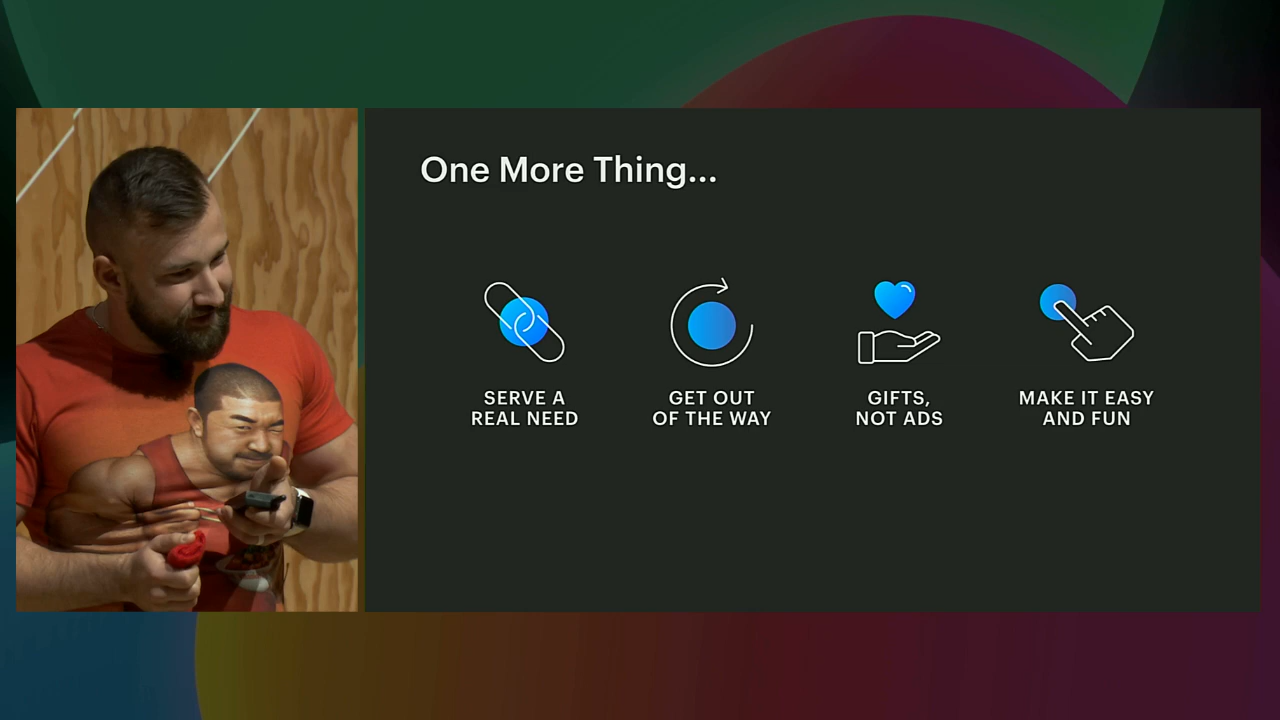 One More Thing...
SERVE A
REAL NEED
GET OUT
OF THE WAY
GIFTS,
NOT ADS
MAKE IT EASY
AND FUN